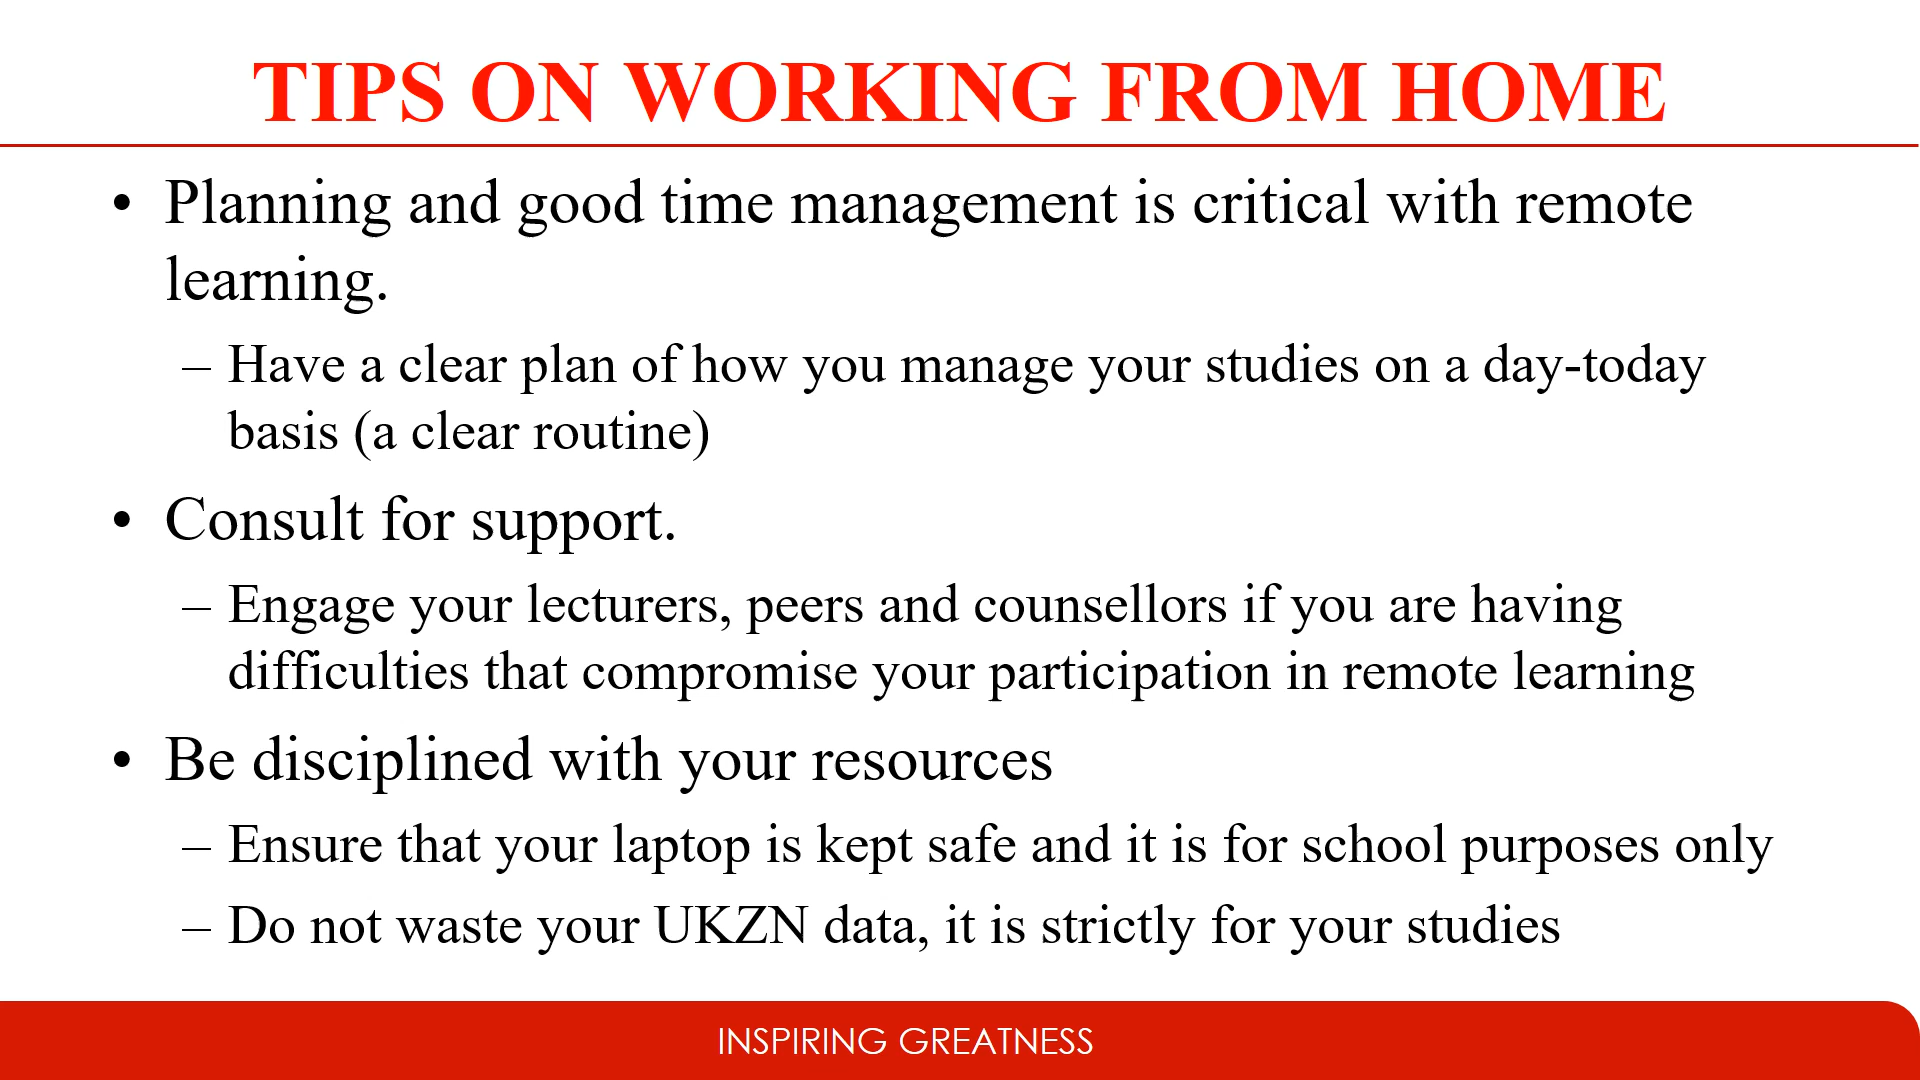 TIPS ON WORKING FROM HOME
• Planning and good time management is critical with remote
learning.
– Have a clear plan of how you manage your studies on a day-today
basis (a clear routine)
• Consult for support.
– Engage your lecturers, peers and counsellors if you are having
difficulties that compromise your participation in remote learning
• Be disciplined with your resources
– Ensure that your laptop is kept safe and it is for school purposes only
– Do not waste your UKZN data, it is strictly for your studies
INSPIRING GREATNESS